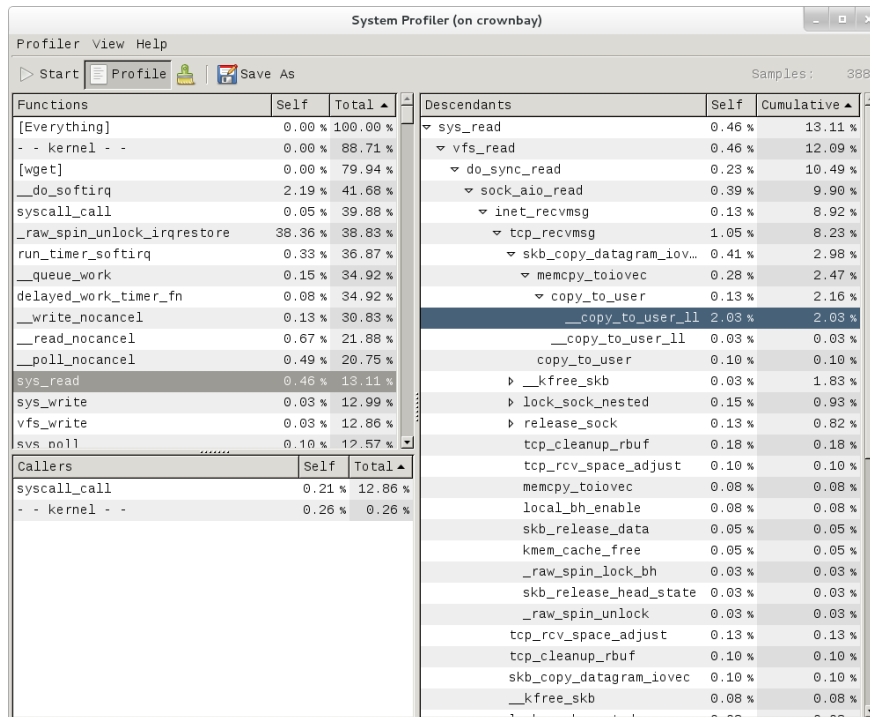 System Profiler (on crownbay)
Profiler View Help
Start Profile Save As Samples: 388
Functions Self Total
[Everything] 0.00 % 100.00 %
- - kernel - - 0.00 % 88.71 %
[wget] 0.00 % 79.94 %
__do_softirq 2.19 % 41.68 %
syscall_call 0.05 % 39.88 %
_raw_spin_unlock_irqrestore 38.36 % 38.83 %
run_timer_softirq 0.33 % 36.87 %
__queue_work 0.15 % 34.92 %
delayed_work_timer_fn 0.08 % 34.92 %
__write_nocancel 0.13 % 30.83 %
__read_nocancel 0.67 % 21.88 %
__poll_nocancel 0.49 % 20.75 %
sys_read 0.46 % 13.11 %
sys_write 0.03 % 12.99 %
vfs_write 0.03 % 12.86 %
sys_poll 0.10 % 12.57 %
Callers Self Total
syscall_call 0.21 % 12.86 %
- - kernel - - 0.26 % 0.26 %
Descendants Self Cumulative
sys_read 0.46 % 13.11 %
vfs_read 0.46 % 12.09 %
do_sync_read 0.23 % 10.49 %
sock_aio_read 0.39 % 9.90 %
inet_recvmsg 0.13 % 8.92 %
tcp_recvmsg 1.05 % 8.23 %
skb_copy_datagram_iov... 0.41 % 2.98 %
memcpy_toiovec 0.28 % 2.47 %
copy_to_user 0.13 % 2.16 %
__copy_to_user_ll 2.03 % 2.03 %
__copy_to_user_ll 0.03 % 0.03 %
copy_to_user 0.10 % 0.10 %
__kfree_skb 0.03 % 1.83 %
lock_sock_nested 0.15 % 0.93 %
release_sock 0.13 % 0.82 %
tcp_cleanup_rbuf 0.18 % 0.18 %
tcp_rcv_space_adjust 0.10 % 0.10 %
memcpy_toiovec 0.08 % 0.08 %
local_bh_enable 0.08 % 0.08 %
skb_release_data 0.05 % 0.05 %
kmem_cache_free 0.05 % 0.05 %
_raw_spin_lock_bh 0.03 % 0.03 %
skb_release_head_state 0.03 % 0.03 %
_raw_spin_unlock 0.03 % 0.03 %
tcp_rcv_space_adjust 0.13 % 0.13 %
tcp_cleanup_rbuf 0.10 % 0.10 %
skb_copy_datagram_iovec 0.10 % 0.10 %
__kfree_skb 0.08 % 0.08 %